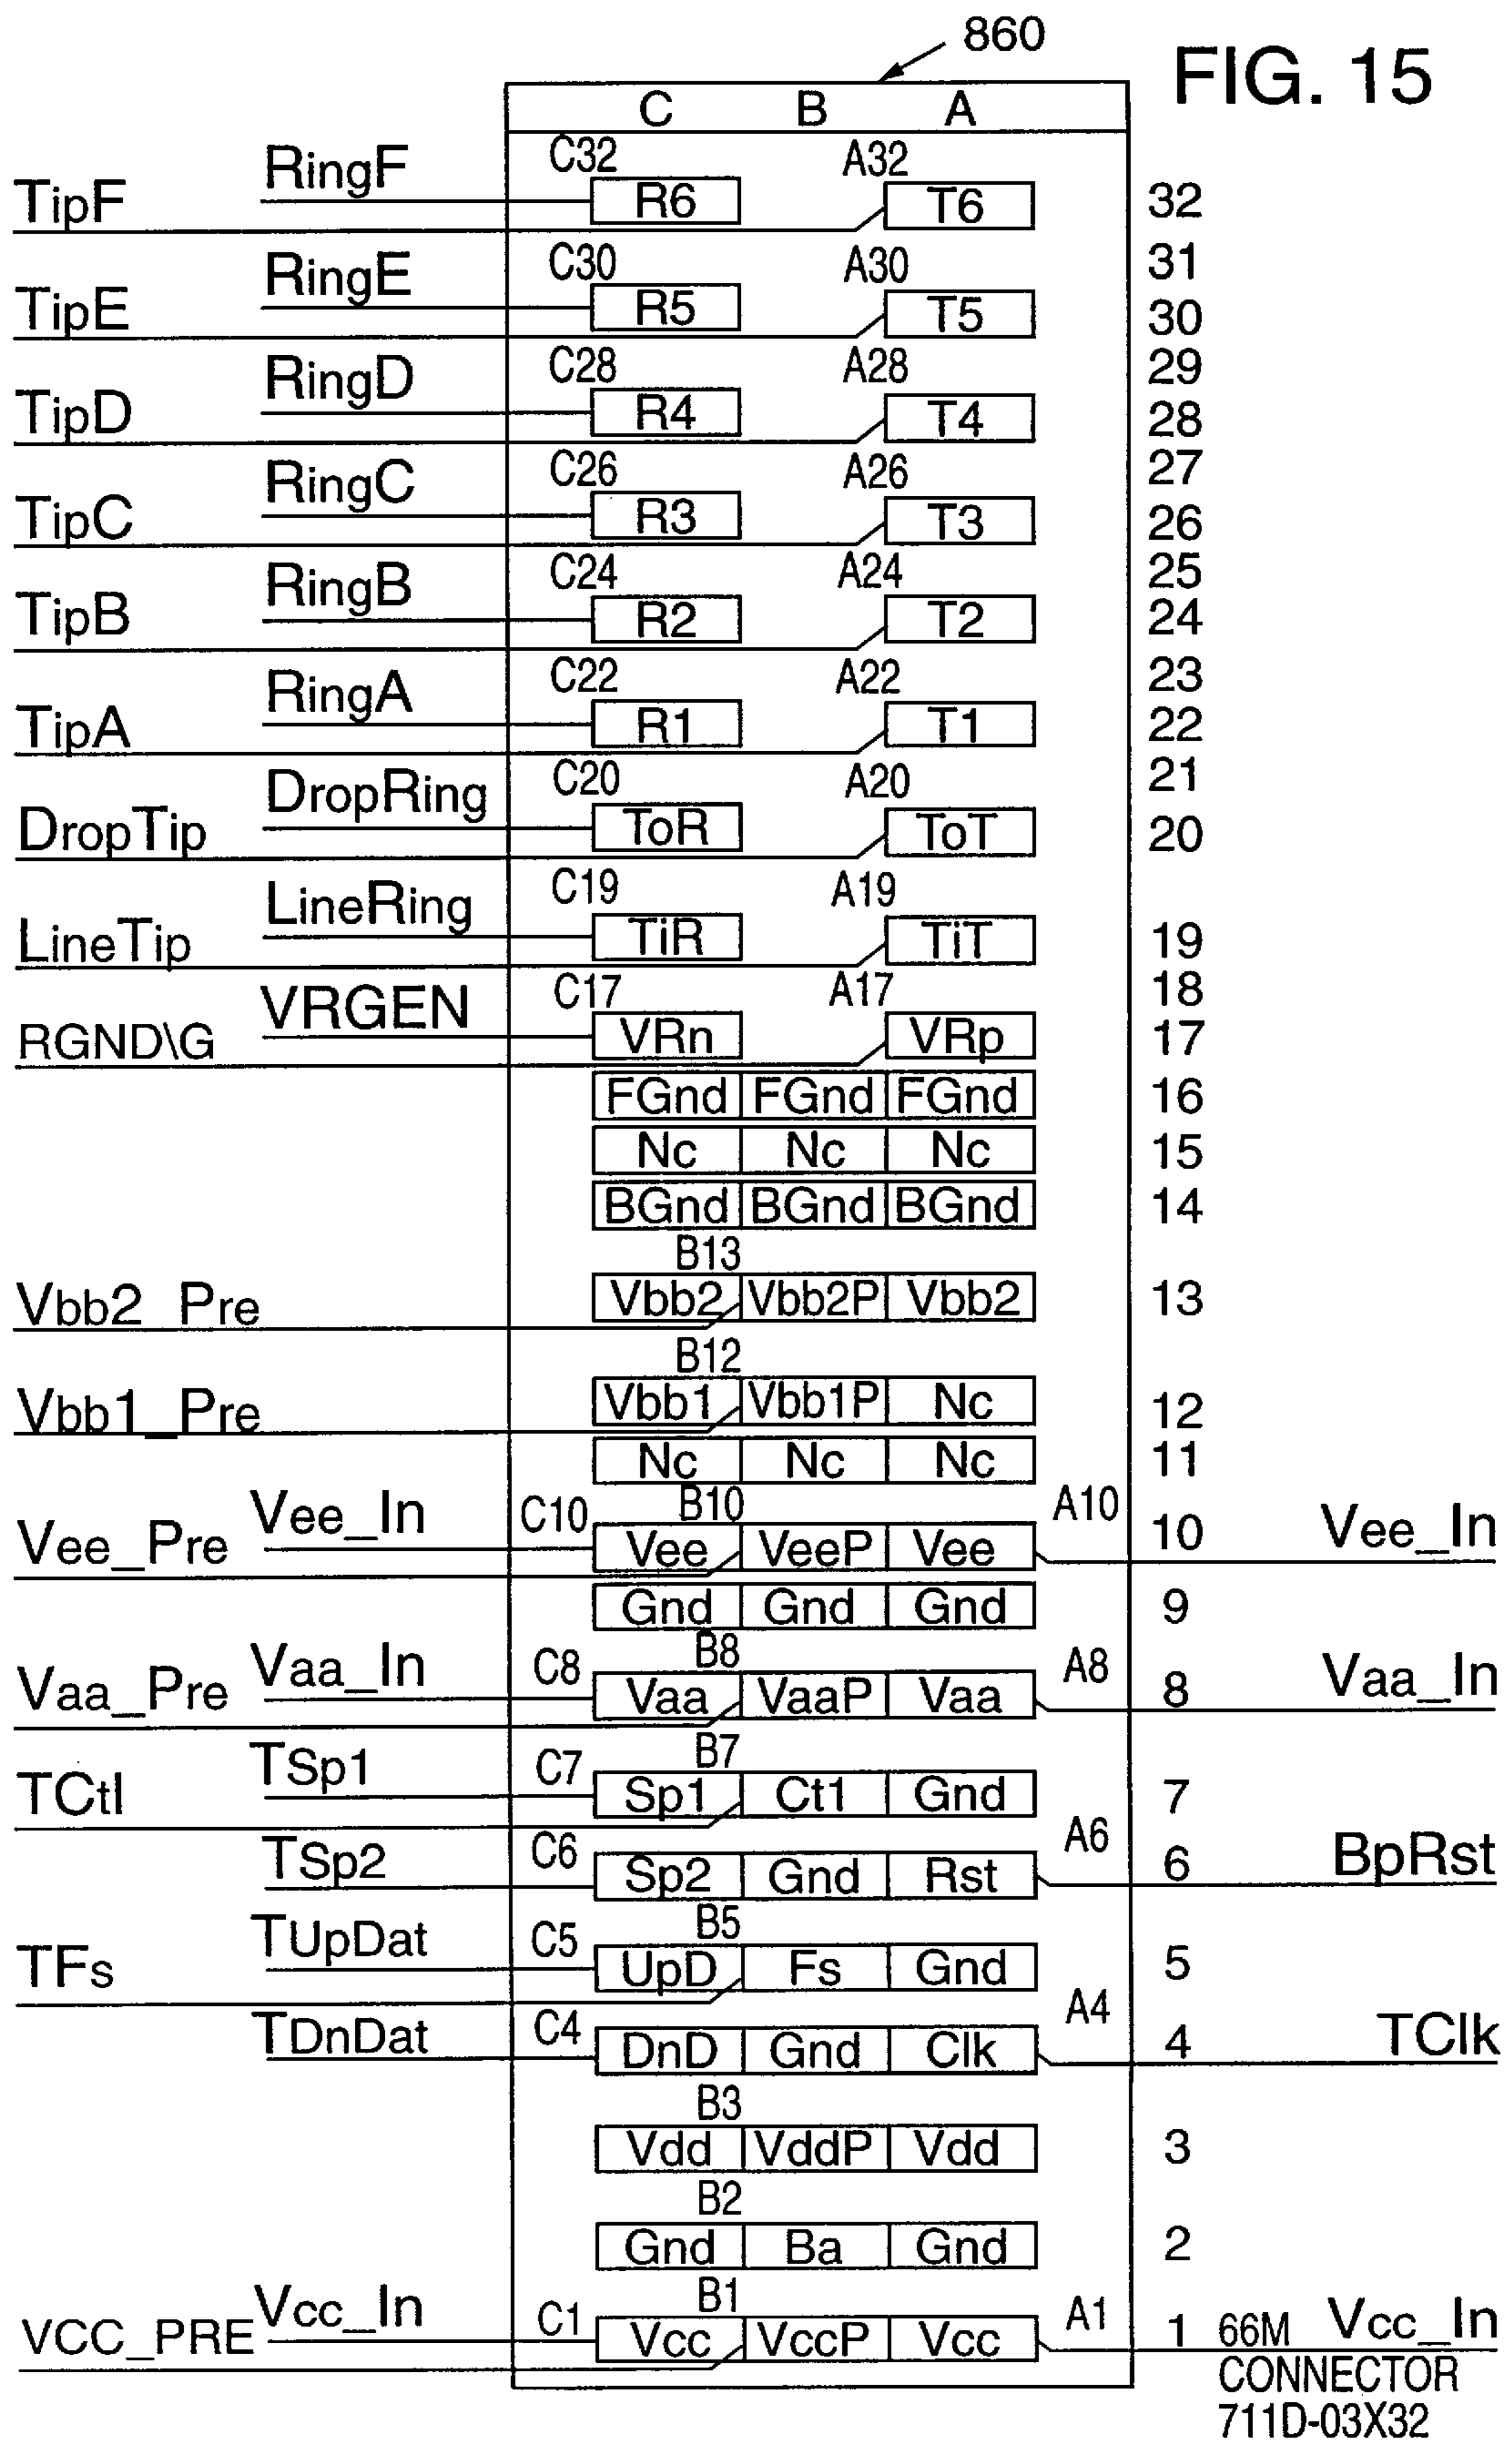 860
FIG. 15
C B A
C32 A32
TipF RingF R6 T6 32
C30 A30 31
TipE RingE R5 T5 30
C28 A28 29
TipD RingD R4 T4 28
C26 A26 27
TipC RingC R3 T3 26
C24 A24 25
TipB RingB R2 T2 24
C22 A22 23
TipA RingA R1 T1 22
C20 A20 21
DropTip DropRing ToR ToT 20
C19 A19
LineTip LineRing TiR TiT 19
C17 A17 18
RGND\G VRGEN VRn VRp 17
FGnd FGnd FGnd 16
Nc Nc Nc 15
BGnd BGnd BGnd 14
B13
Vbb2_Pre Vbb2 Vbb2P Vbb2 13
B12
Vbb1_Pre Vbb1 Vbb1P Nc 12
Nc Nc Nc 11
C10 B10 A10
Vee_Pre Vee_In Vee VeeP Vee 10 Vee_In
Gnd Gnd Gnd 9
C8 B8 A8
Vaa_Pre Vaa_In Vaa VaaP Vaa 8 Vaa_In
C7 B7
TCtl TSp1 Sp1 Ct1 Gnd 7
C6 A6
TSp2 Sp2 Gnd Rst 6 BpRst
C5 B5
TFs TUpDat UpD Fs Gnd 5
C4 A4
TDnDat DnD Gnd Clk 4 TClk
B3
Vdd VddP Vdd 3
B2
Gnd Ba Gnd 2
C1 B1 A1
VCC_PRE Vcc_In Vcc VccP Vcc 1 66M Vcc_In
CONNECTOR
711D-03X32